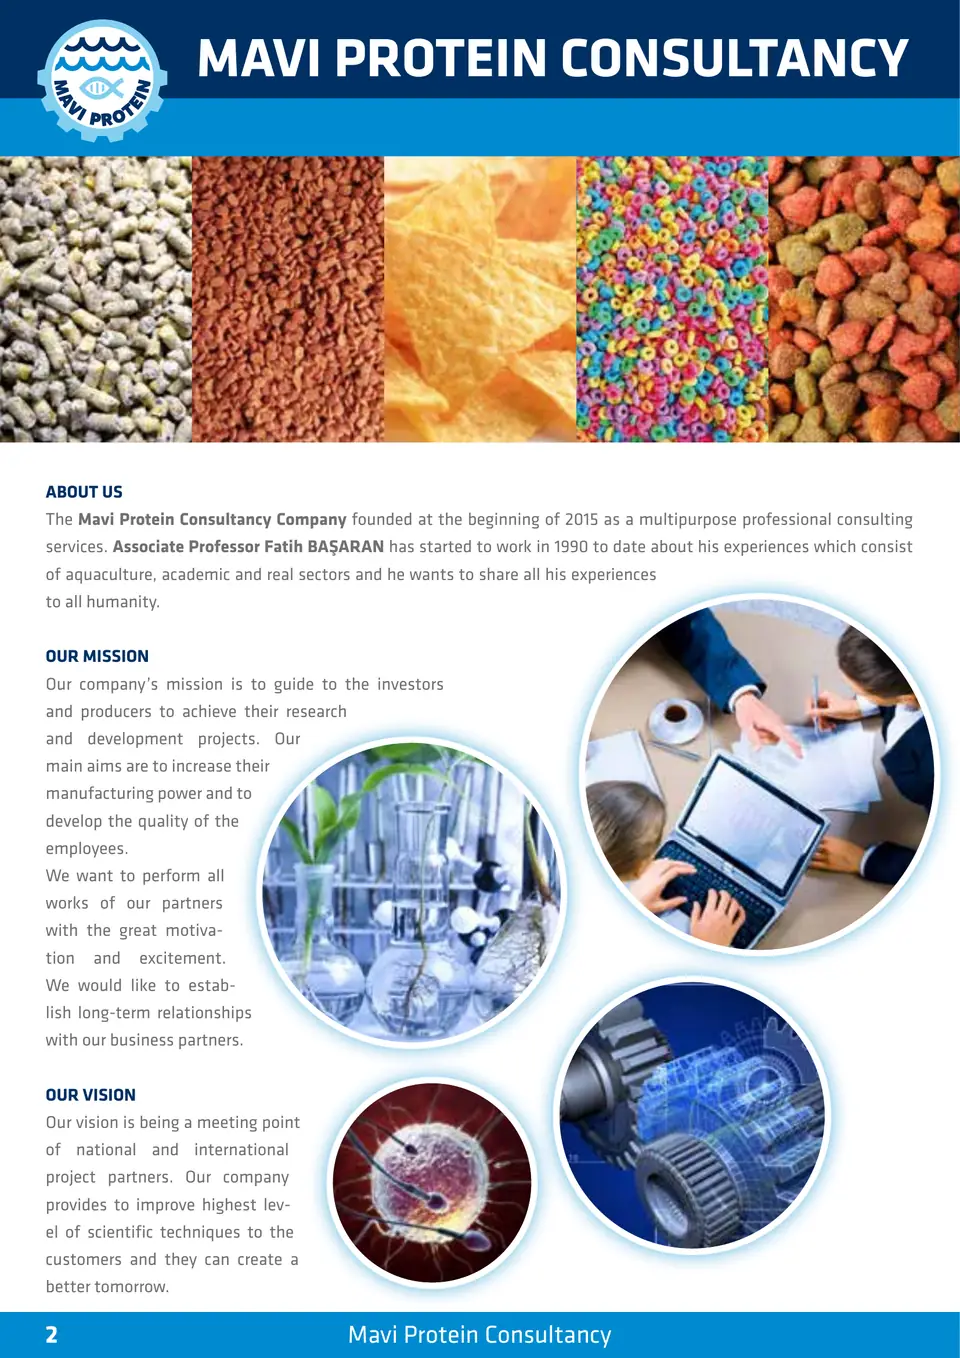 MAVI PROTEIN
MAVI PROTEIN CONSULTANCY
ABOUT US
The Mavi Protein Consultancy Company founded at the beginning of 2015 as a multipurpose professional consulting
services. Associate Professor Fatih BAŞARAN has started to work in 1990 to date about his experiences which consist
of aquaculture, academic and real sectors and he wants to share all his experiences
to all humanity.
OUR MISSION
Our company's mission is to guide to the investors
and producers to achieve their research
and development projects. Our
main aims are to increase their
manufacturing power and to
develop the quality of the
employees.
We want to perform all
works of our partners
with the great motiva-
tion and excitement.
We would like to estab-
lish long-term relationships
with our business partners.
OUR VISION
Our vision is being a meeting point
of national and international
project partners. Our company
provides to improve highest lev-
el of scientific techniques to the
customers and they can create a
better tomorrow.
2
Mavi Protein Consultancy